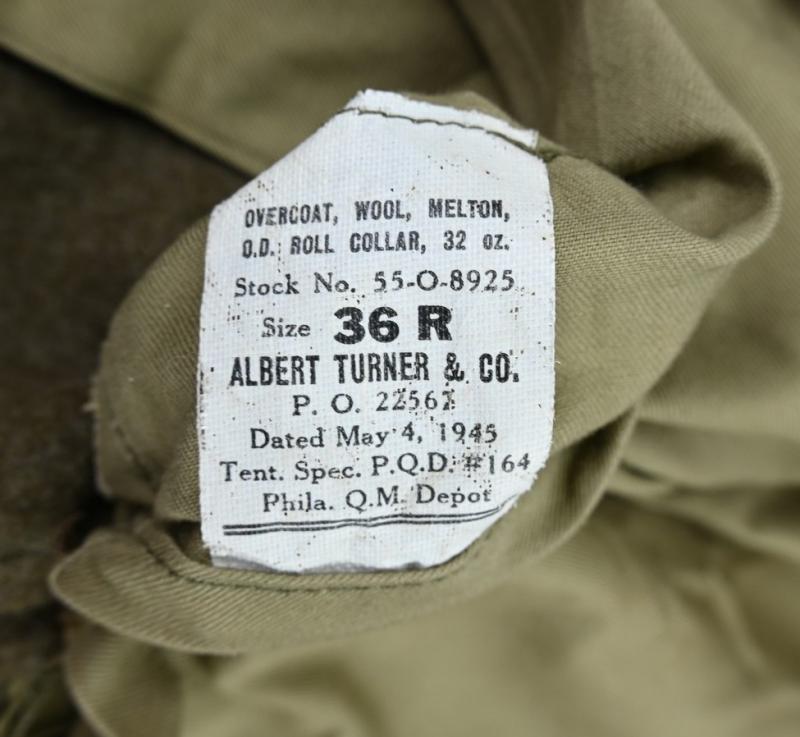 OVERCOAT, WOOL, MELTON,
O.D. ROLL COLLAR, 32 oz.
Stock No. 55-O-8925
Size 36 R
ALBERT TURNER & CO.
P. O.
Dated May 4, 1945
Tent. Spec. P.Q.D. #164
Phila. Q.M. Depot